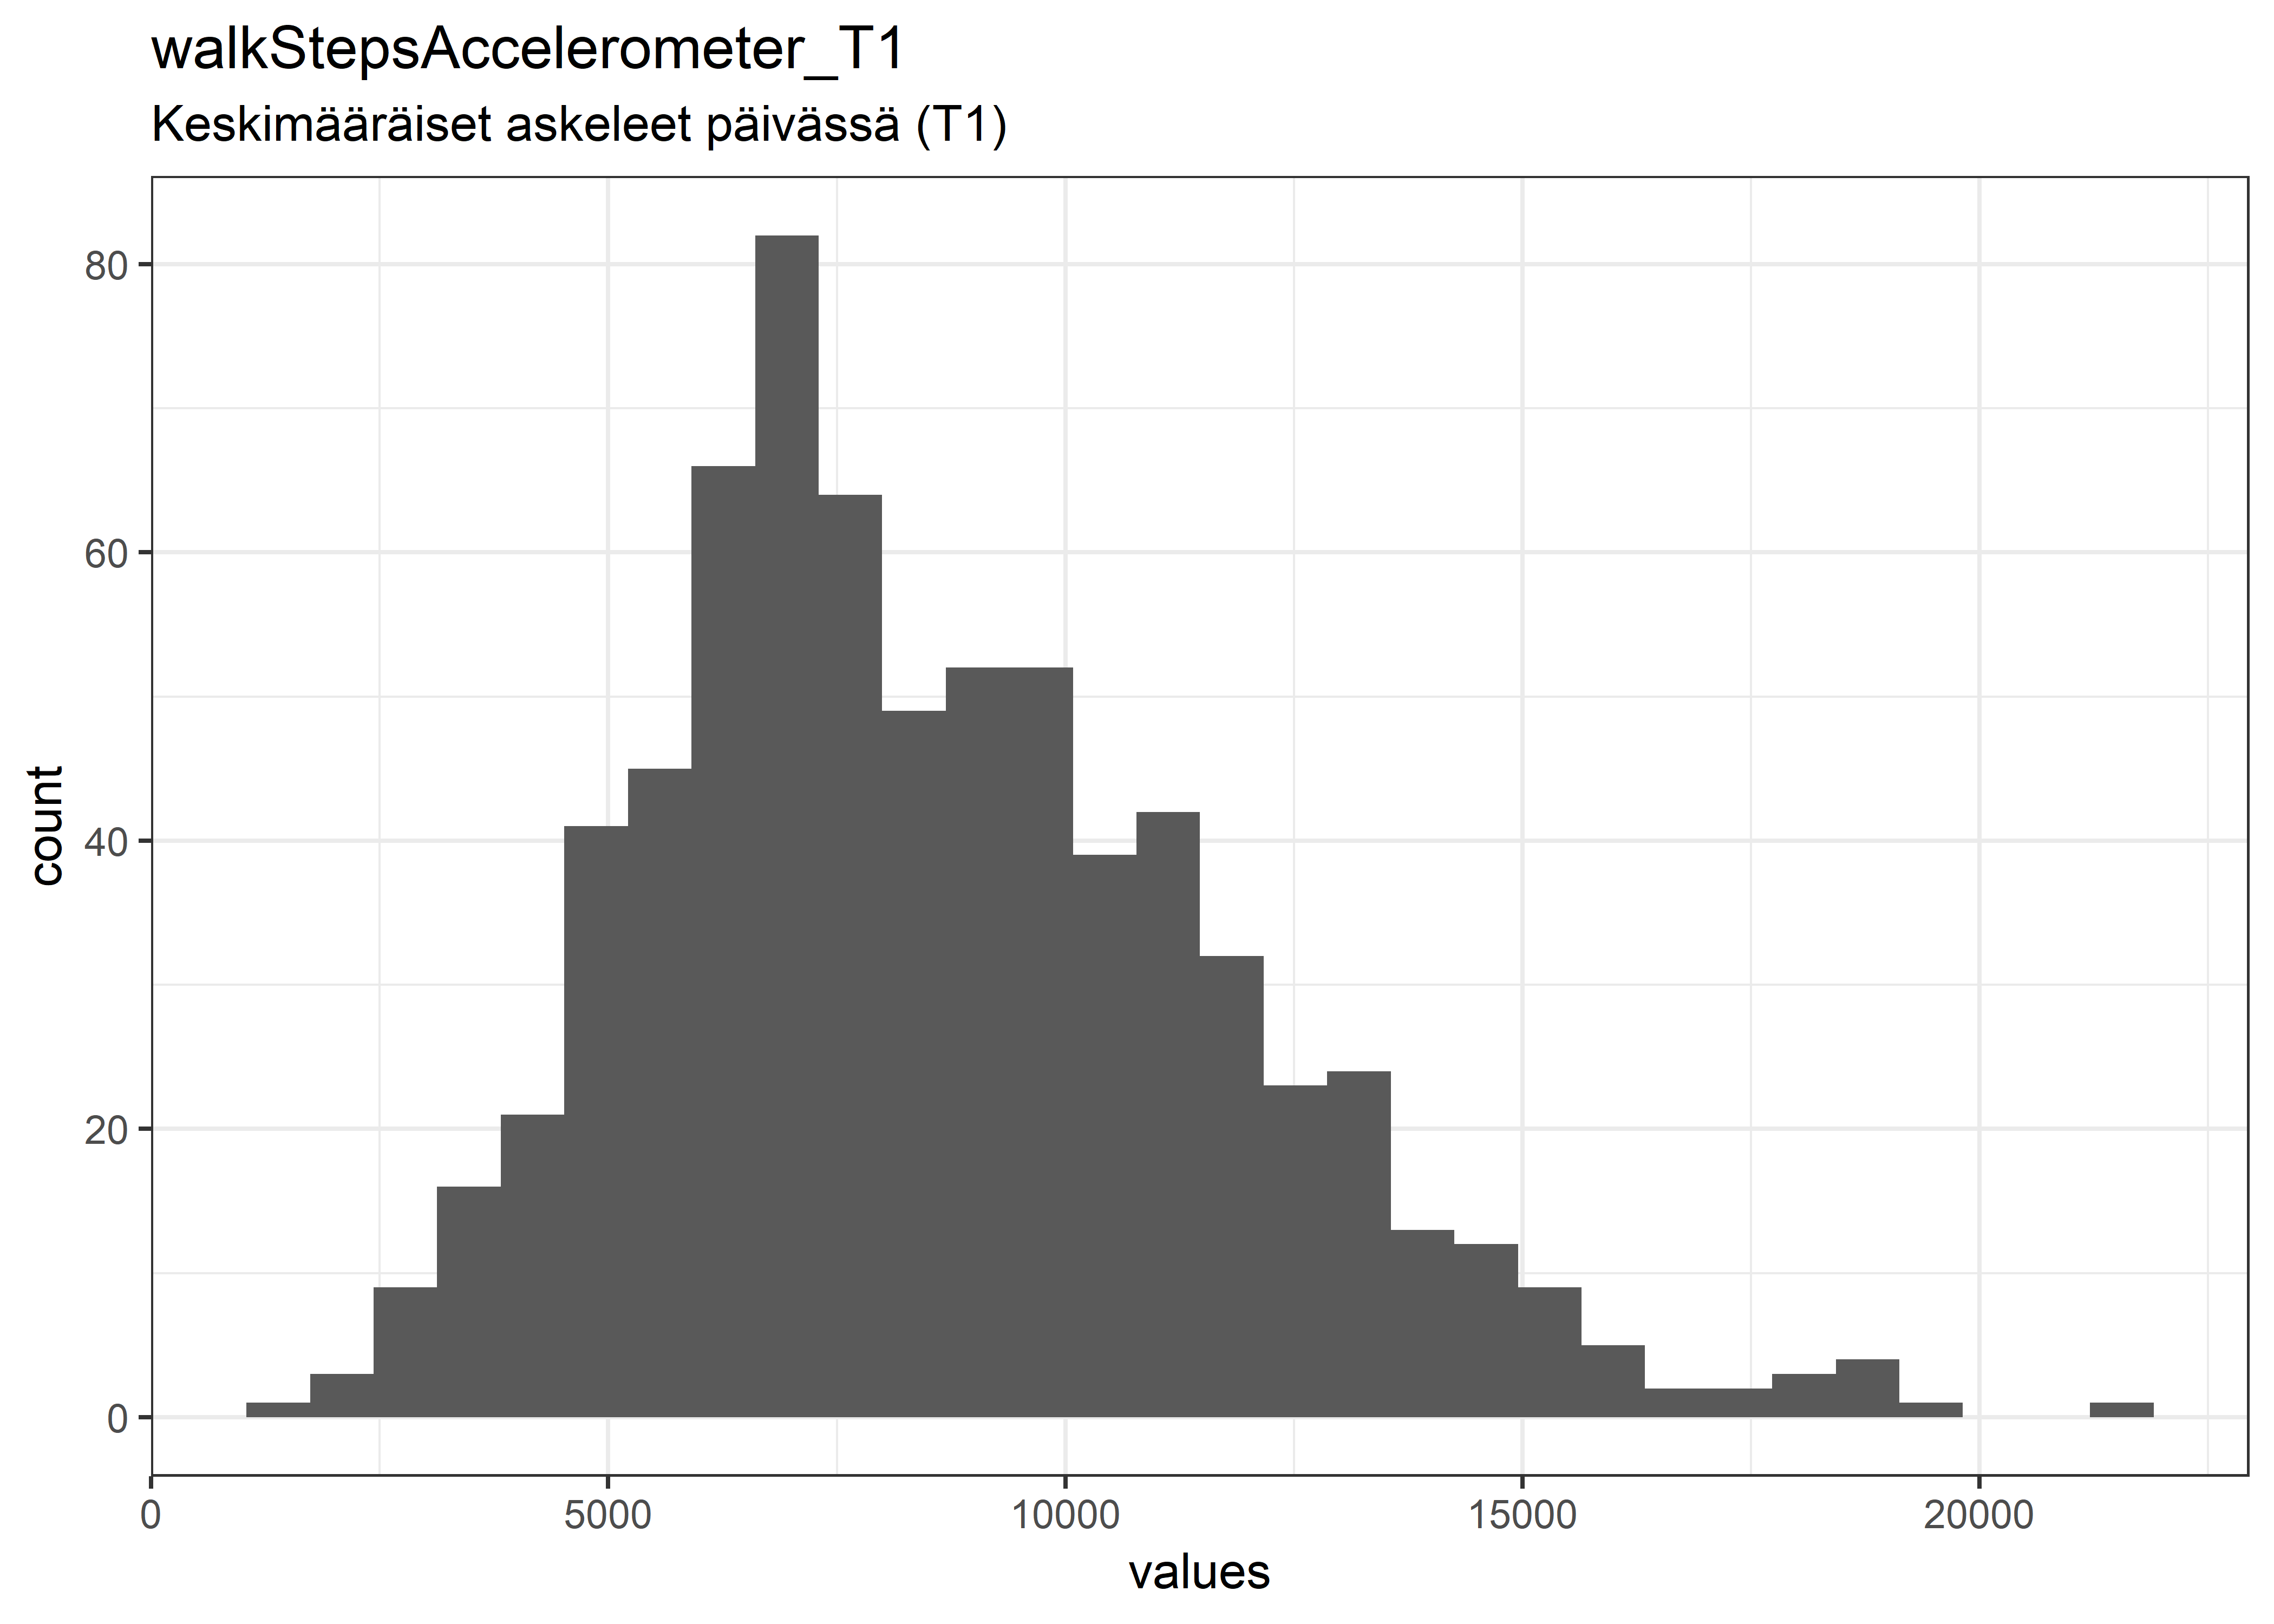 walkStepsAccelerometer_T1
Keskimääräiset askeleet päivässä (T1)
80
60
40
20
0
count
0 5000 10000 15000 20000
values